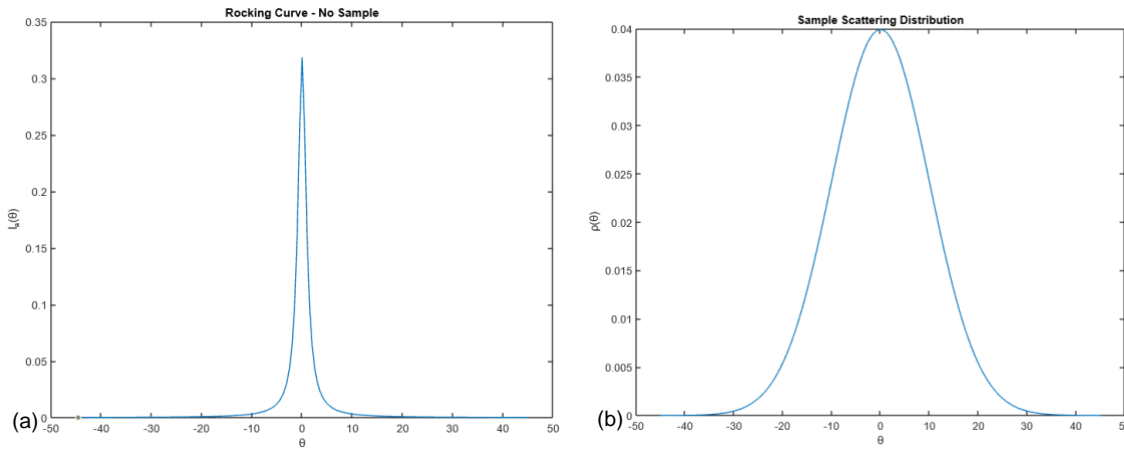 Rocking Curve - No Sample
0.35
0.3
0.25
0.2
0.15
0.1
0.05
0
I_s(θ)
-50 -40 -30 -20 -10 0 10 20 30 40 50
θ
(a)
Sample Scattering Distribution
0.04
0.035
0.03
0.025
0.02
0.015
0.01
0.005
0
ρ(θ)
-50 -40 -30 -20 -10 0 10 20 30 40 50
θ
(b)